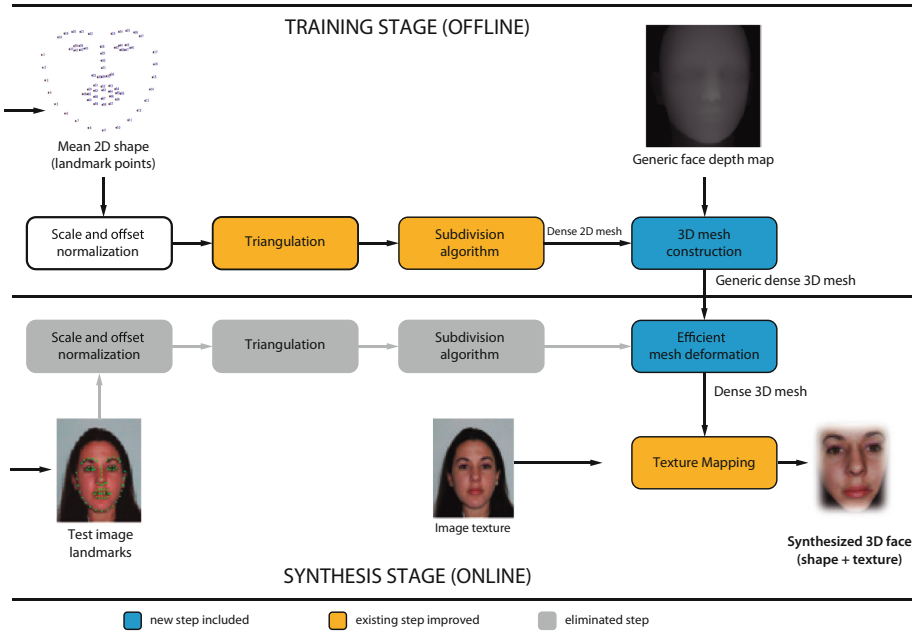 TRAINING STAGE (OFFLINE)
Mean 2D shape
(landmark points)
Generic face depth map
Scale and offset
normalization
Triangulation
Subdivision
algorithm
Dense 2D mesh
3D mesh
construction
Generic dense 3D mesh
Scale and offset
normalization
Triangulation
Subdivision
algorithm
Efficient
mesh deformation
Dense 3D mesh
Texture Mapping
Test image
landmarks
Image texture
Synthesized 3D face
(shape + texture)
SYNTHESIS STAGE (ONLINE)
new step included
existing step improved
eliminated step